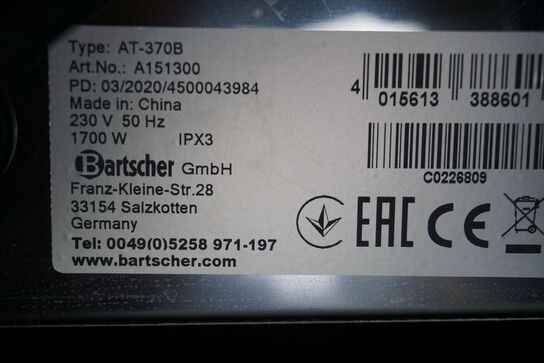 Type: AT-370B
Art.No.: A151300
PD: 03/2020/4500043984
Made in: China
230 V 50 Hz
1700 W IPX3
Bartscher GmbH
Franz-Kleine-Str.28
33154 Salzkotten
Germany
Tel: 0049(0)5258 971-197
www.bartscher.com
4 015613 388601
C0226809
EAC CE